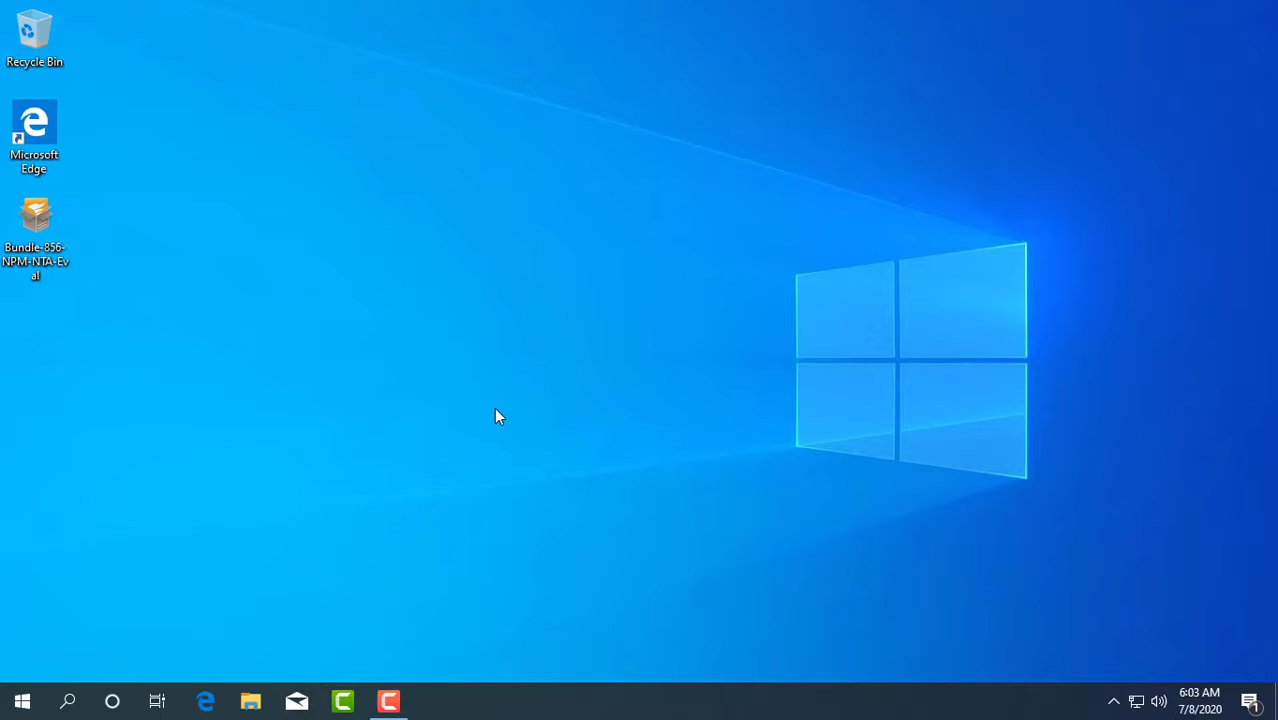 Recycle Bin
Microsoft
Edge
Bundle-856-
NPM-NTA-Ev
al
6:03 AM
7/8/2020
1